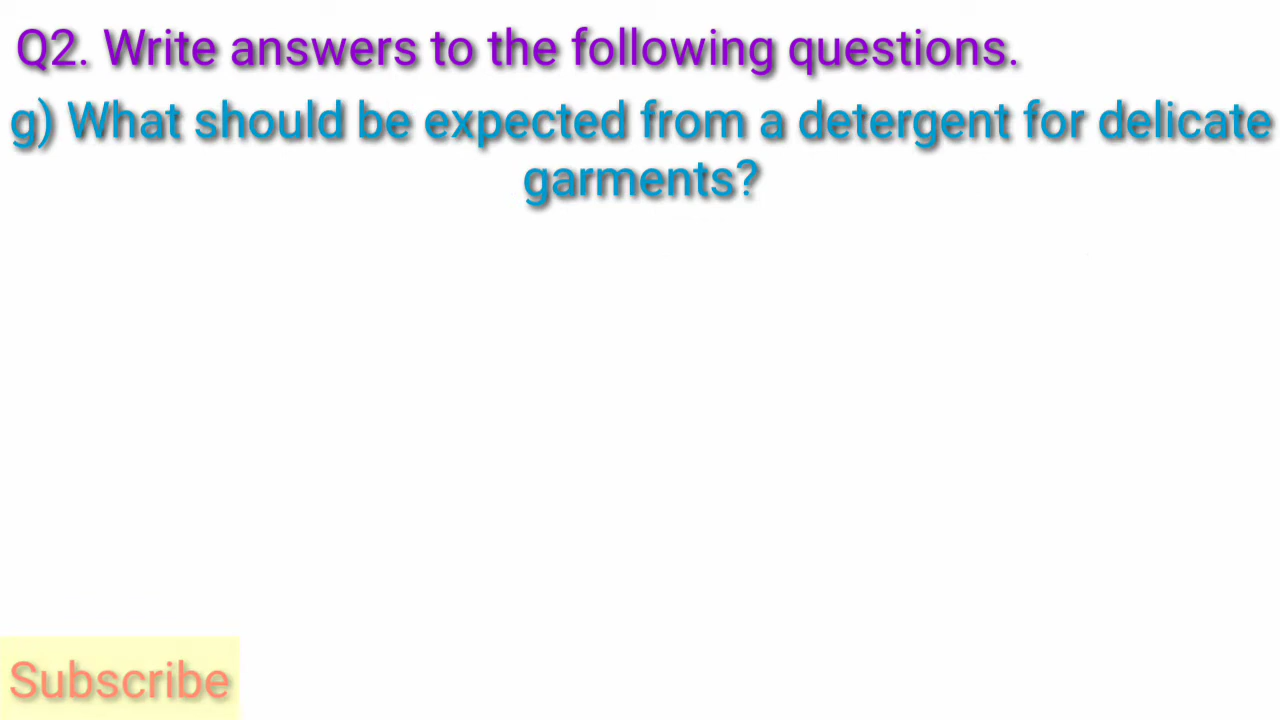 Q2. Write answers to the following questions.
g) What should be expected from a detergent for delicate
garments?
Subscribe